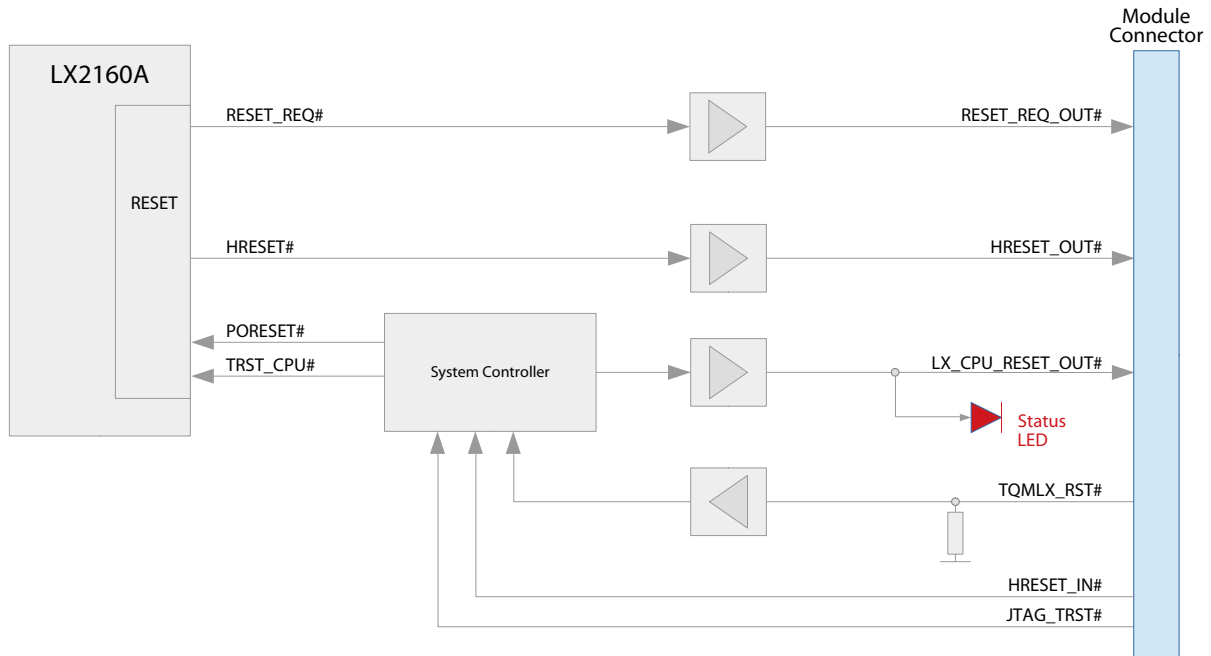 Module
Connector
LX2160A
RESET_REQ#
RESET_REQ_OUT#
RESET
HRESET#
HRESET_OUT#
PORESET#
TRST_CPU#
System Controller
LX_CPU_RESET_OUT#
Status
LED
TQMLX_RST#
HRESET_IN#
JTAG_TRST#